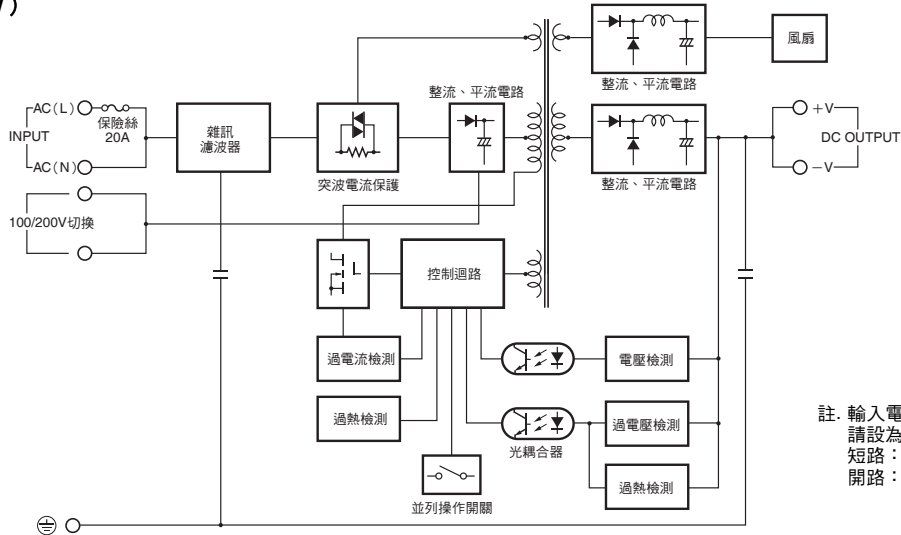 AC(L)
保險絲
20A
INPUT
AC(N)
100/200V切換
雜訊
濾波器
突波電流保護
整流、平流電路
整流、平流電路
風扇
整流、平流電路
+V
DC OUTPUT
−V
控制迴路
過電流檢測
過熱檢測
並列操作開關
光耦合器
電壓檢測
過電壓檢測
過熱檢測
註. 輸入電
請設為
短路：
開路：